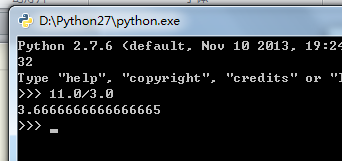 D:\Python27\python.exe
Python 2.7.6 (default, Nov 10 2013, 19:24
32
Type "help", "copyright", "credits" or "l
>>> 11.0/3.0
3.6666666666666665
>>>